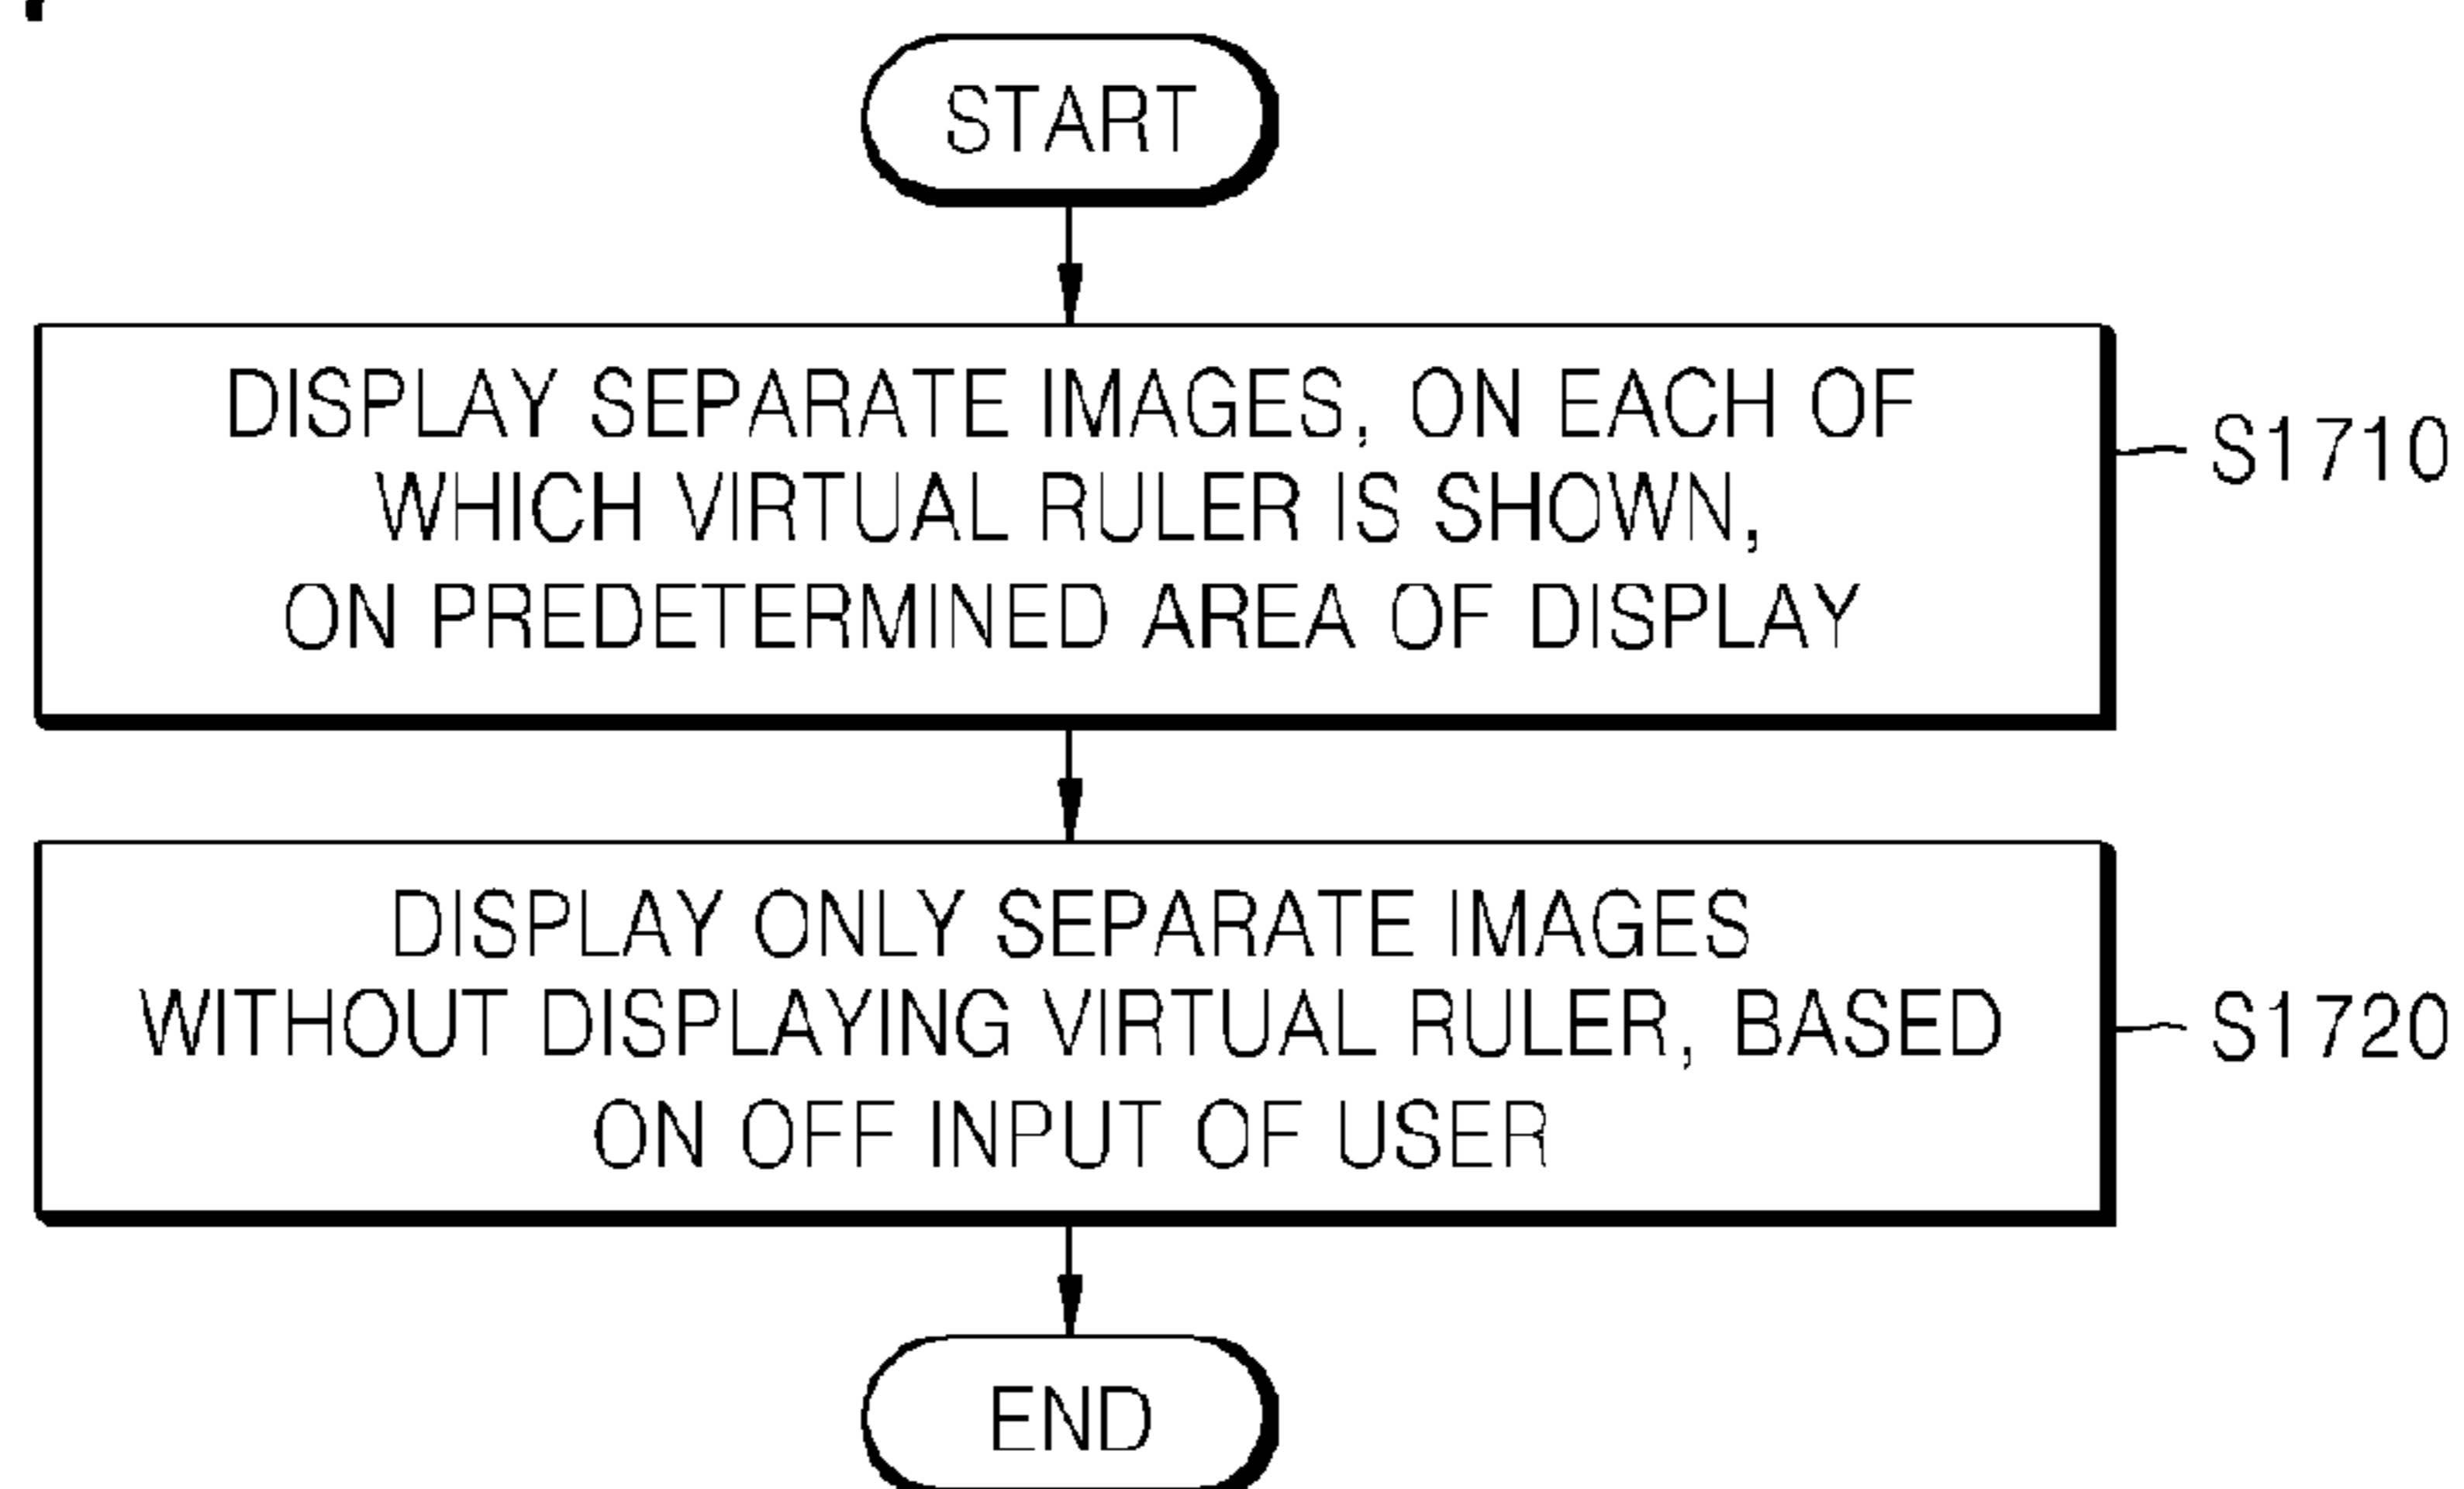 START
DISPLAY SEPARATE IMAGES, ON EACH OF
WHICH VIRTUAL RULER IS SHOWN,
ON PREDETERMINED AREA OF DISPLAY
S1710
DISPLAY ONLY SEPARATE IMAGES
WITHOUT DISPLAYING VIRTUAL RULER, BASED
ON OFF INPUT OF USER
S1720
END